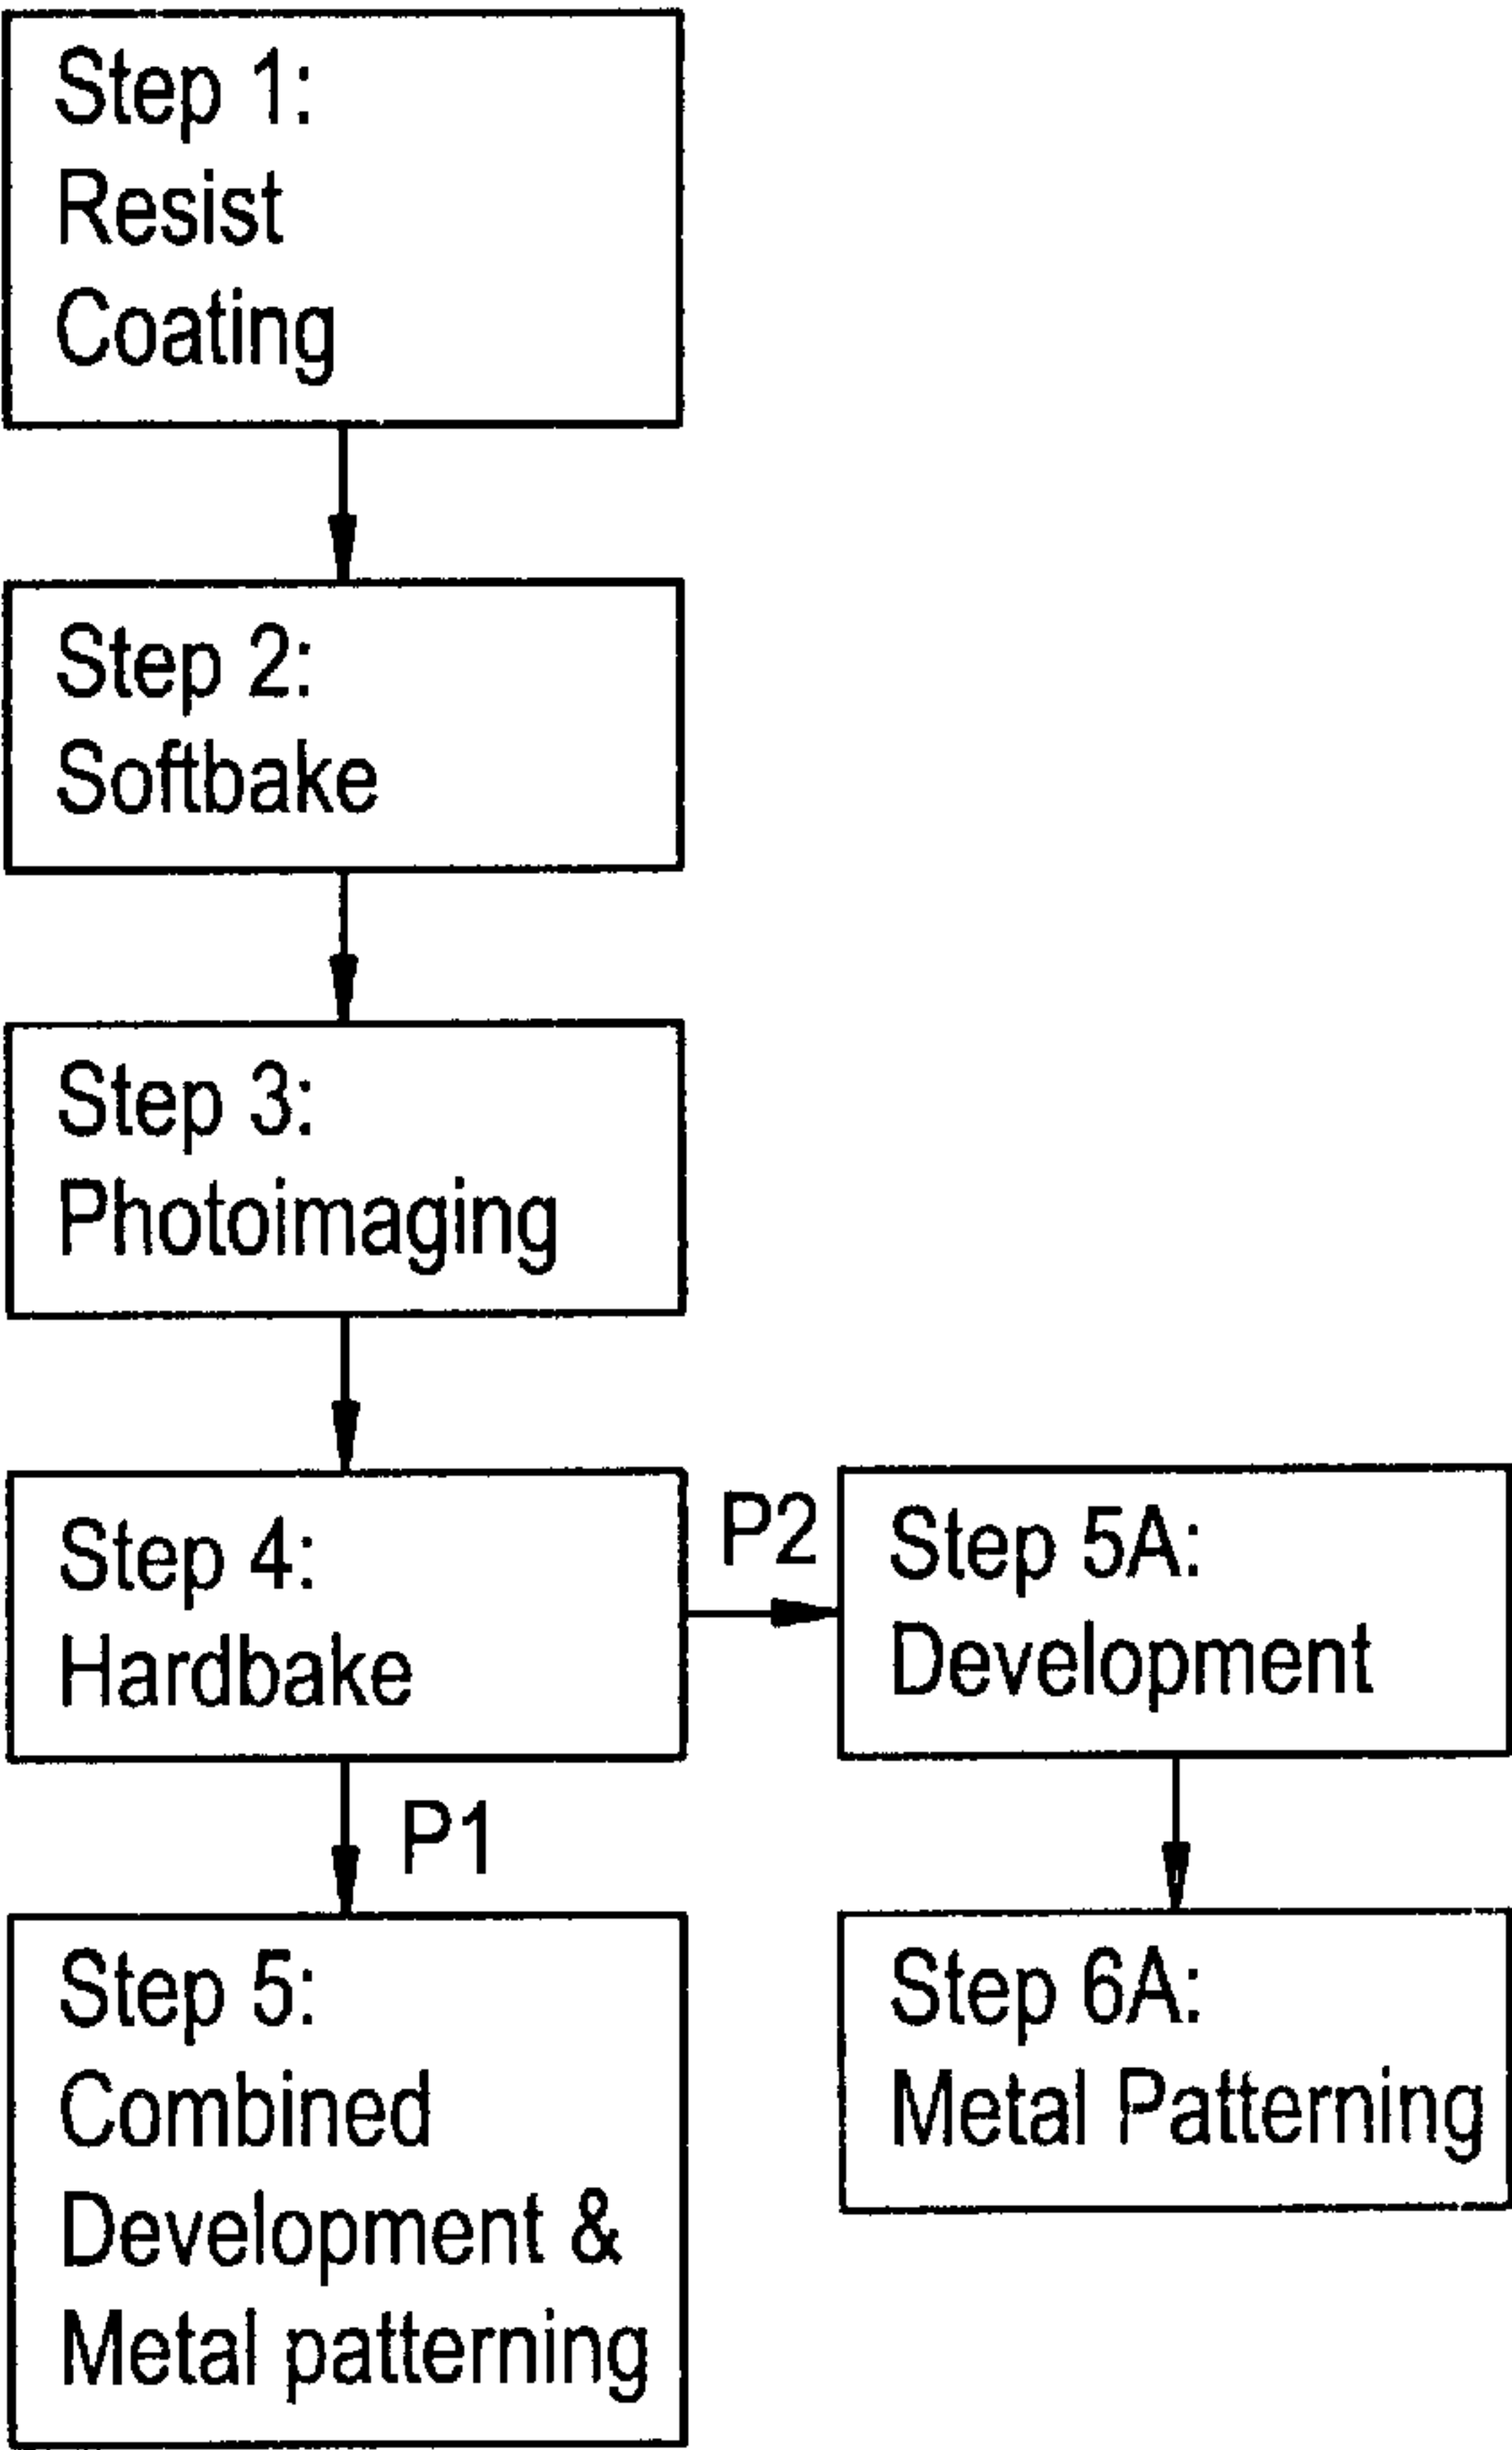 Step 1:
Resist
Coating
Step 2:
Softbake
Step 3:
Photoimaging
Step 4:
Hardbake
P2
Step 5A:
Development
P1
Step 5:
Combined
Development &
Metal patterning
Step 6A:
Metal Patterning